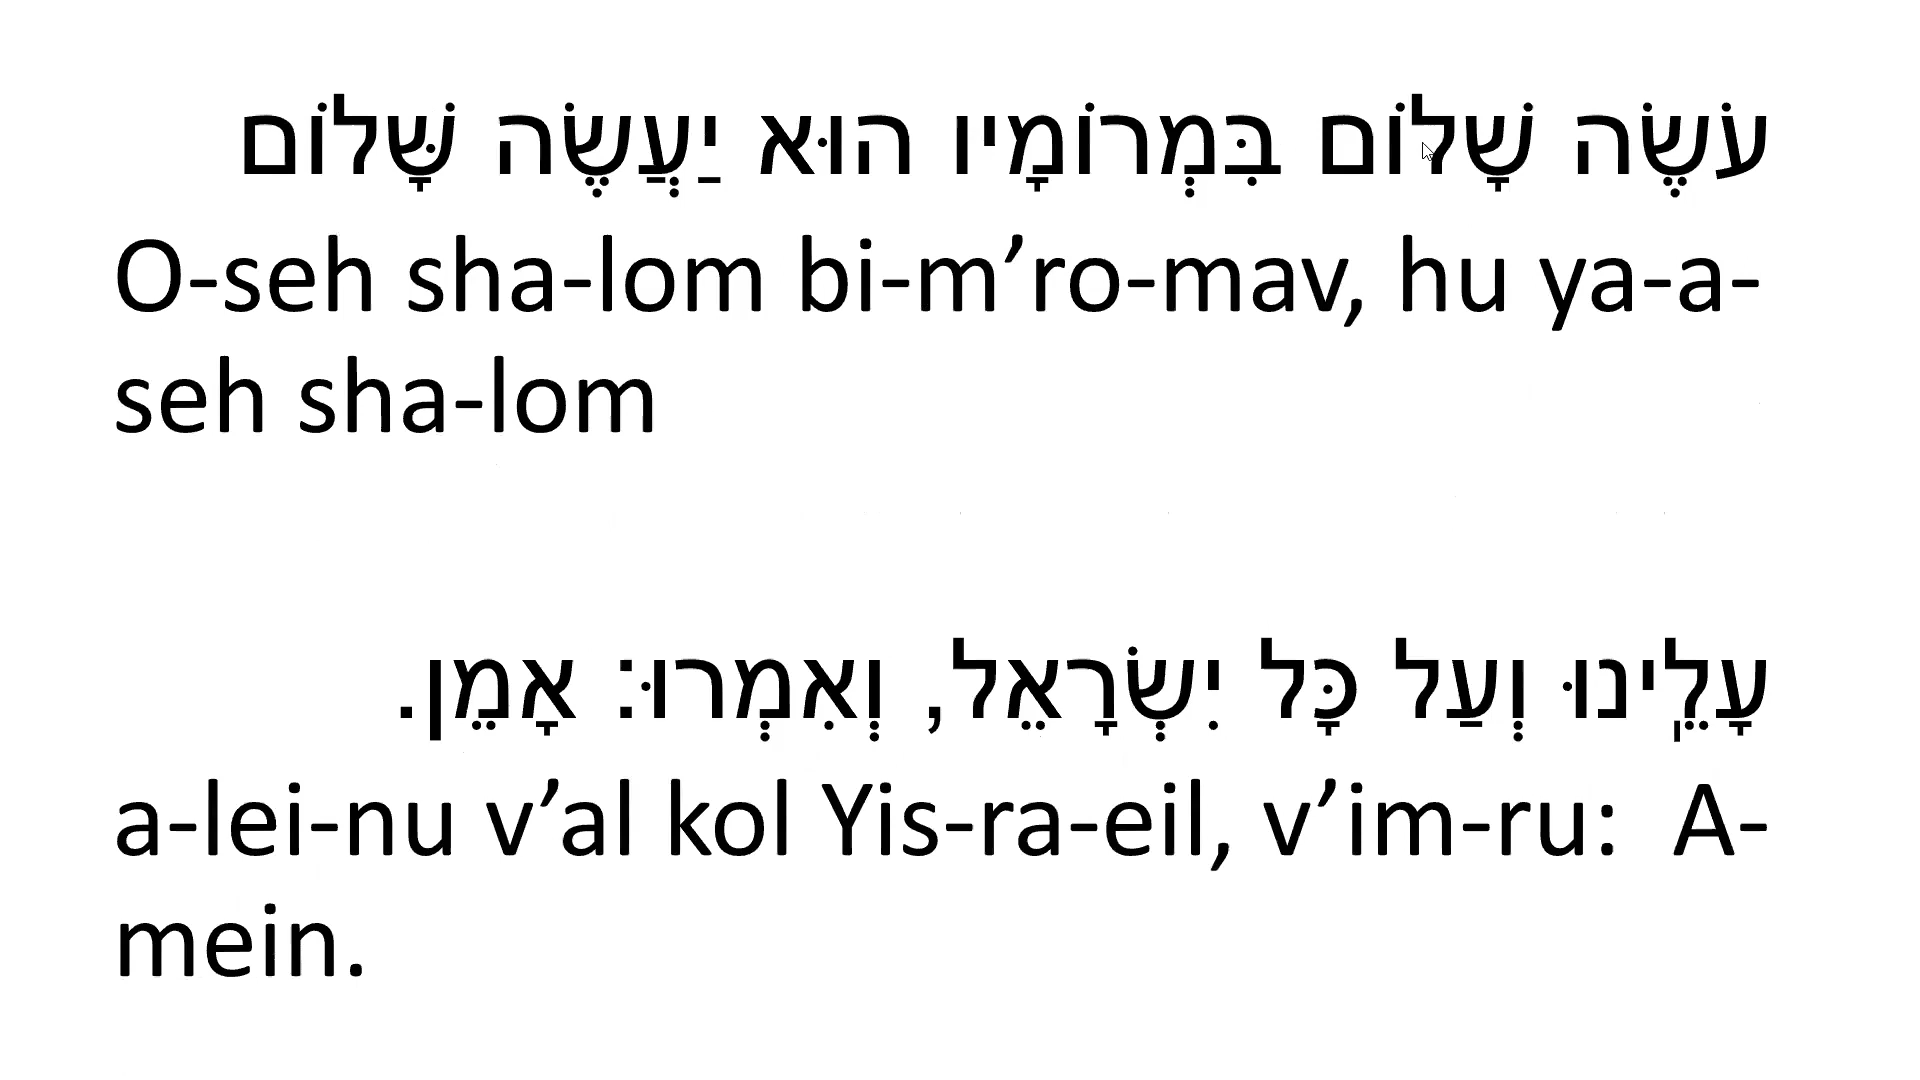 עֹשֶׂה שָׁלוֹם בִּמְרוֹמָיו הוּא יַעֲשֶׂה שָּׁלוֹם
O-seh sha-lom bi-m’ro-mav, hu ya-a-
seh sha-lom
עָלֵֽינוּ וְעַל כָּל יִשְׂרָאֵל, וְאִמְרוּ: אָמֵן.
a-lei-nu v’al kol Yis-ra-eil, v’im-ru:  A-
mein.